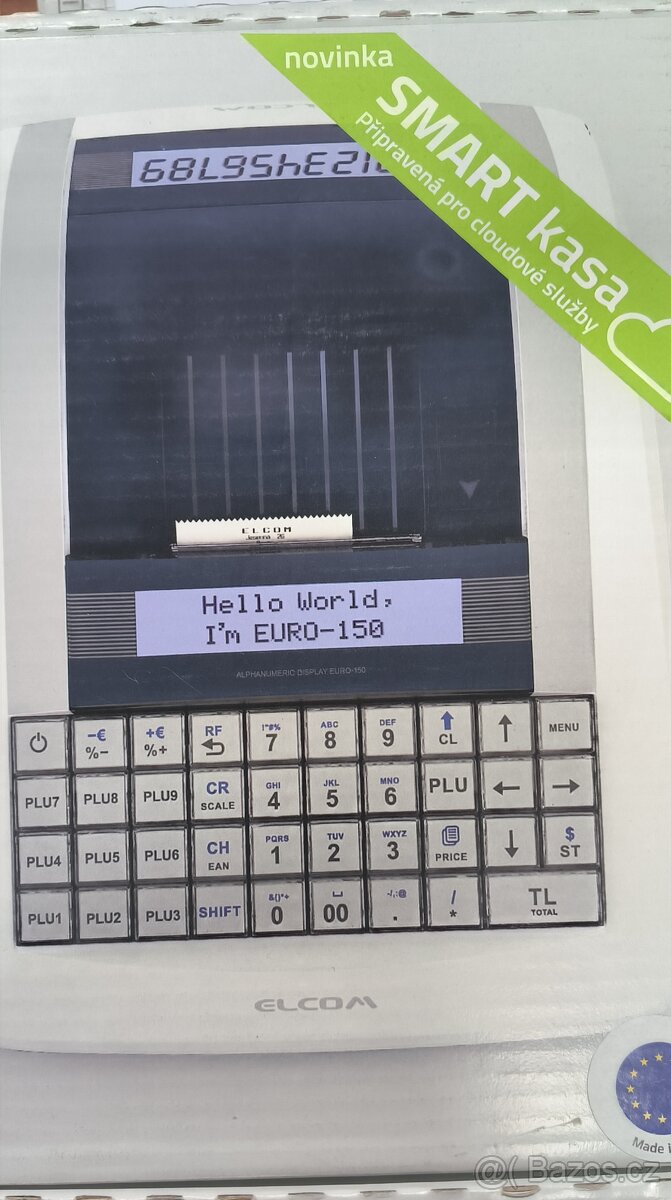 novinka
SMART kasa
připravená pro cloudové služby
ELCOM
Hello World,
I'm EURO-150
ALPHANUMERIC DISPLAY EURO-150
-€ +€ RF !"#% ABC DEF
%- %+ 7 8 9 CL MENU
PLU7 PLU8 PLU9 CR SCALE GHI 4 JKL 5 MNO 6 PLU
PLU4 PLU5 PLU6 CH EAN PQRS 1 TUV 2 WXYZ 3 PRICE $ ST
PLU1 PLU2 PLU3 SHIFT &()*+ 0 00 -/,:@ . / * TL TOTAL
ELCOM
Made i
@( Bazos.cz